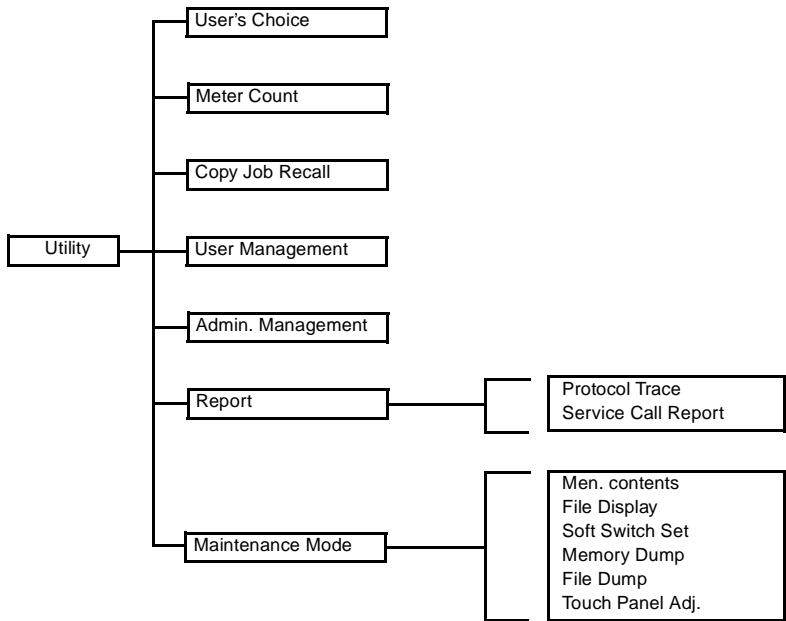 User's Choice
Meter Count
Copy Job Recall
Utility
User Management
Admin. Management
Report
Protocol Trace
Service Call Report
Maintenance Mode
Men. contents
File Display
Soft Switch Set
Memory Dump
File Dump
Touch Panel Adj.